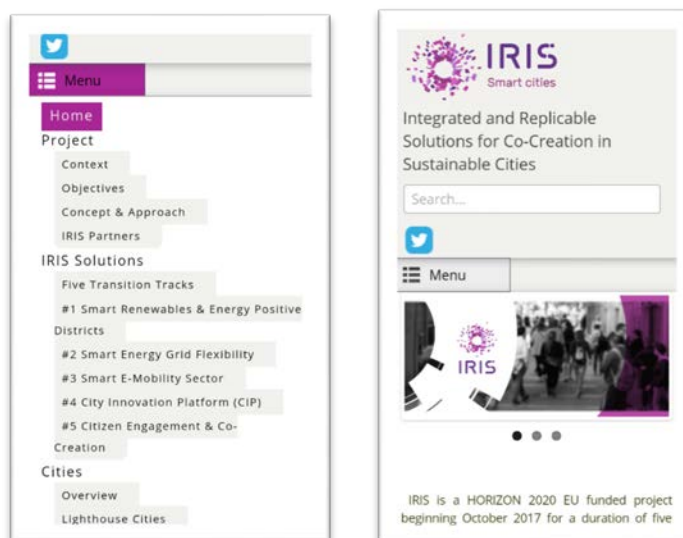 Menu
Home
Project
Context
Objectives
Concept & Approach
IRIS Partners
IRIS Solutions
Five Transition Tracks
#1 Smart Renewables & Energy Positive
Districts
#2 Smart Energy Grid Flexibility
#3 Smart E-Mobility Sector
#4 City Innovation Platform (CIP)
#5 Citizen Engagement & Co-
Creation
Cities
Overview
Lighthouse Cities
IRIS
Smart cities
Integrated and Replicable
Solutions for Co-Creation in
Sustainable Cities
Search...
Menu
IRIS
IRIS is a HORIZON 2020 EU funded project
beginning October 2017 for a duration of five